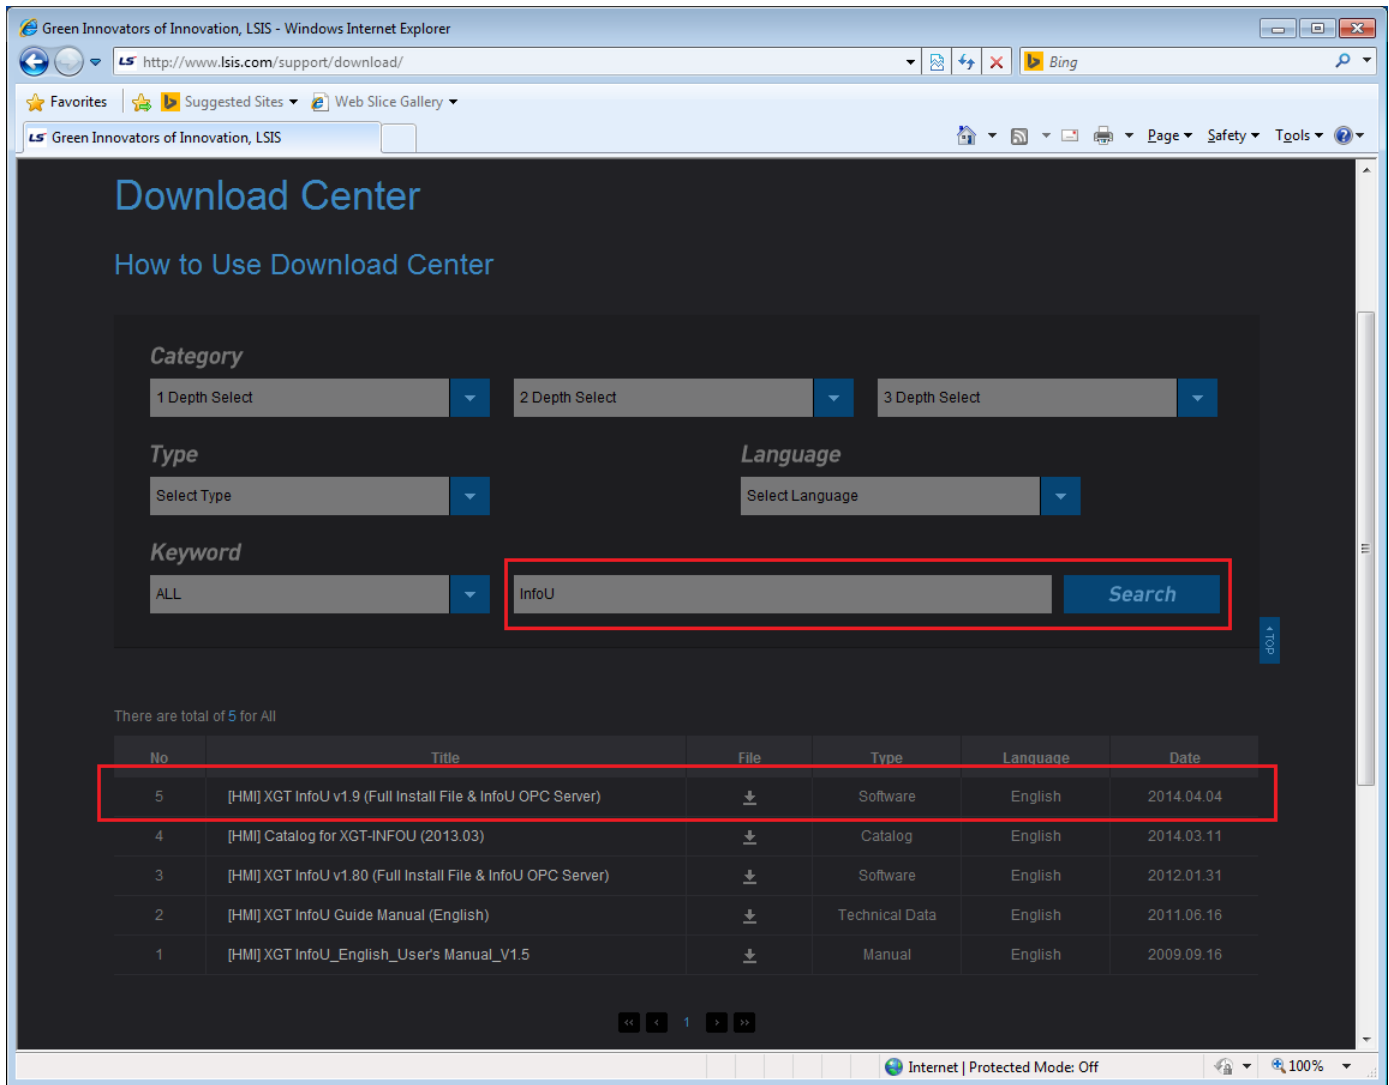 Green Innovators of Innovation, LSIS - Windows Internet Explorer
LS http://www.lsis.com/support/download/ Bing
Favorites Suggested Sites Web Slice Gallery
LS Green Innovators of Innovation, LSIS Page Safety Tools
Download Center
How to Use Download Center
Category
1 Depth Select 2 Depth Select 3 Depth Select
Type Language
Select Type Select Language
Keyword
ALL InfoU Search
TOP
There are total of 5 for All
No Title File Type Language Date
5 [HMI] XGT InfoU v1.9 (Full Install File & InfoU OPC Server) Software English 2014.04.04
4 [HMI] Catalog for XGT-INFOU (2013.03) Catalog English 2014.03.11
3 [HMI] XGT InfoU v1.80 (Full Install File & InfoU OPC Server) Software English 2012.01.31
2 [HMI] XGT InfoU Guide Manual (English) Technical Data English 2011.06.16
1 [HMI] XGT InfoU_English_User's Manual_V1.5 Manual English 2009.09.16
« ‹ 1 › »
Internet | Protected Mode: Off 100%